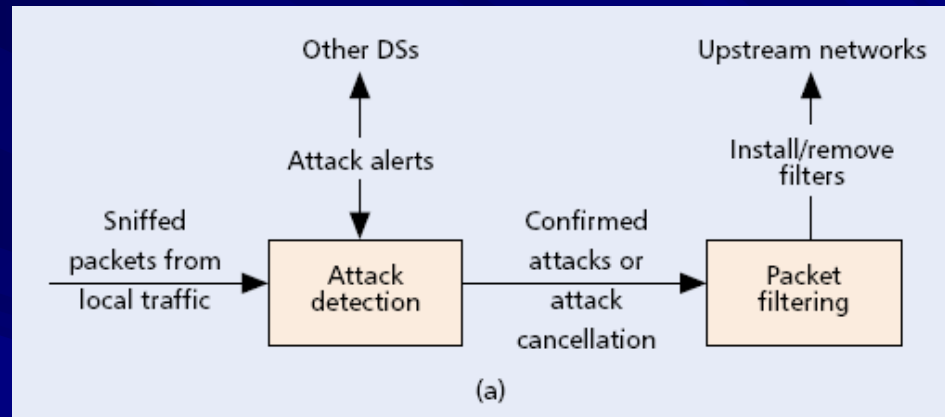 Other DSs
Upstream networks
Attack alerts
Install/remove
filters
Sniffed
packets from
local traffic
Attack
detection
Confirmed
attacks or
attack
cancellation
Packet
filtering
(a)